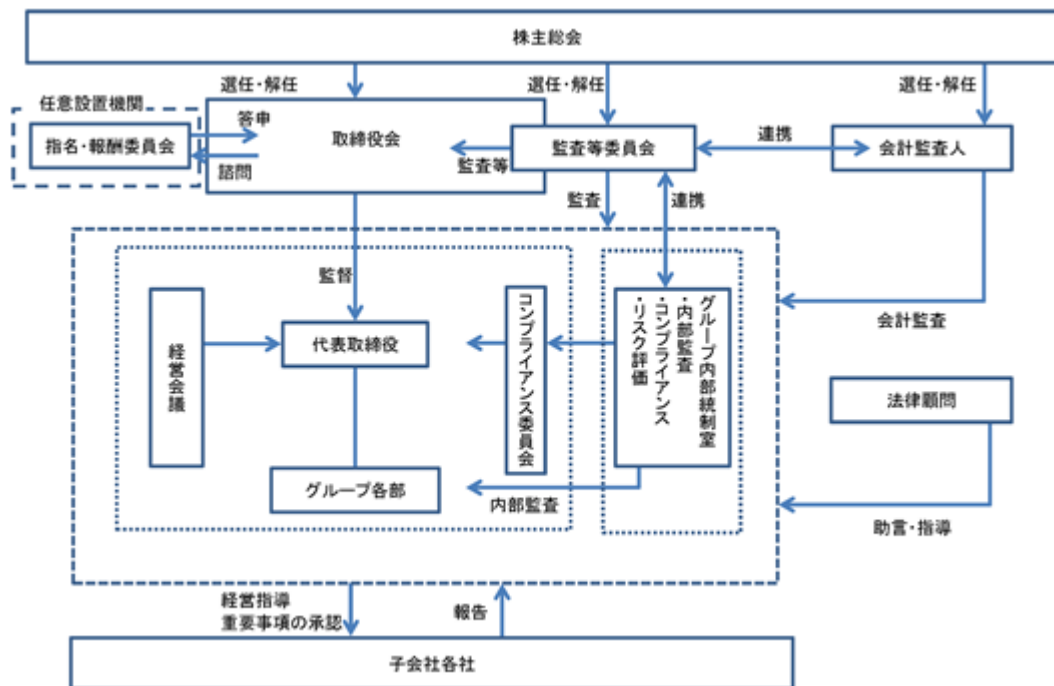 株主総会
選任・解任
選任・解任
選任・解任
任意設置機関
指名・報酬委員会
答申
諮問
取締役会
監査等
監査等委員会
連携
会計監査人
監査
連携
監督
会計監査
経営会議
代表取締役
コンプライアンス委員会
グループ内部統制室
・内部監査
・コンプライアンス
・リスク評価
法律顧問
グループ各部
内部監査
助言・指導
経営指導
重要事項の承認
報告
子会社各社